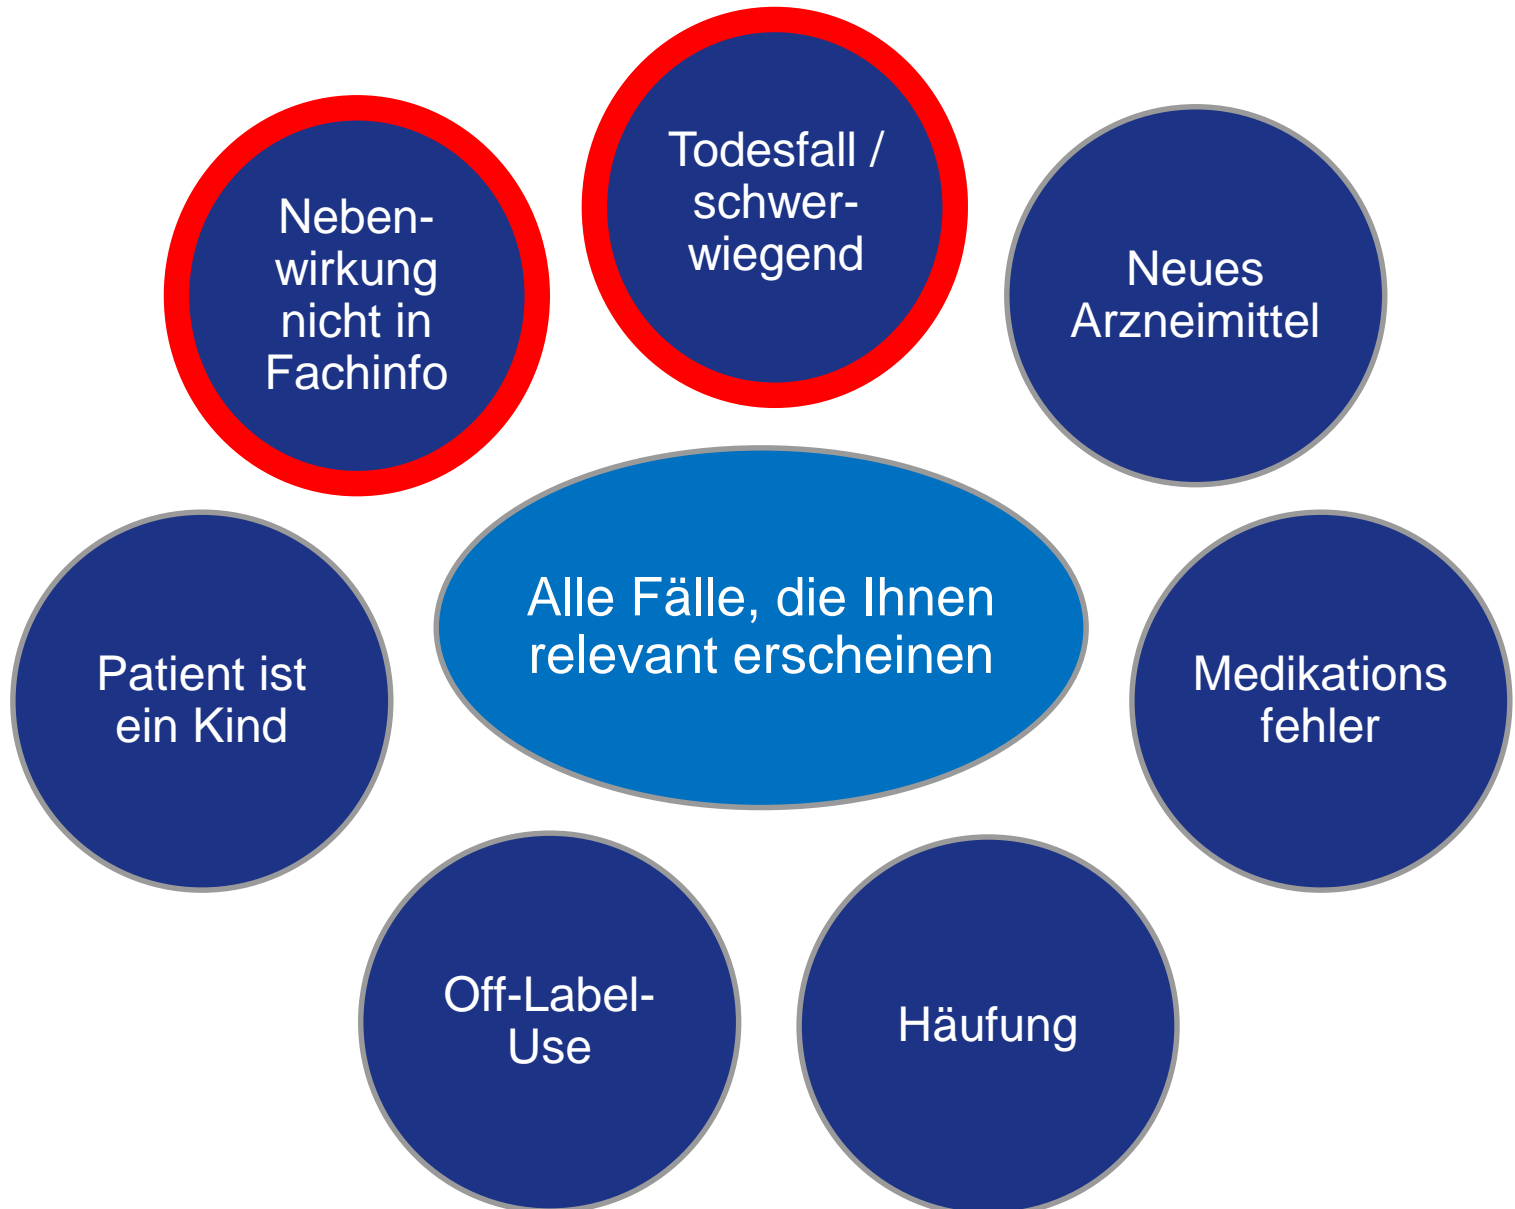 Todesfall /
schwer-
wiegend
Neben-
wirkung
nicht in
Fachinfo
Neues
Arzneimittel
Alle Fälle, die Ihnen
relevant erscheinen
Patient ist
ein Kind
Medikations
fehler
Off-Label-
Use
Häufung